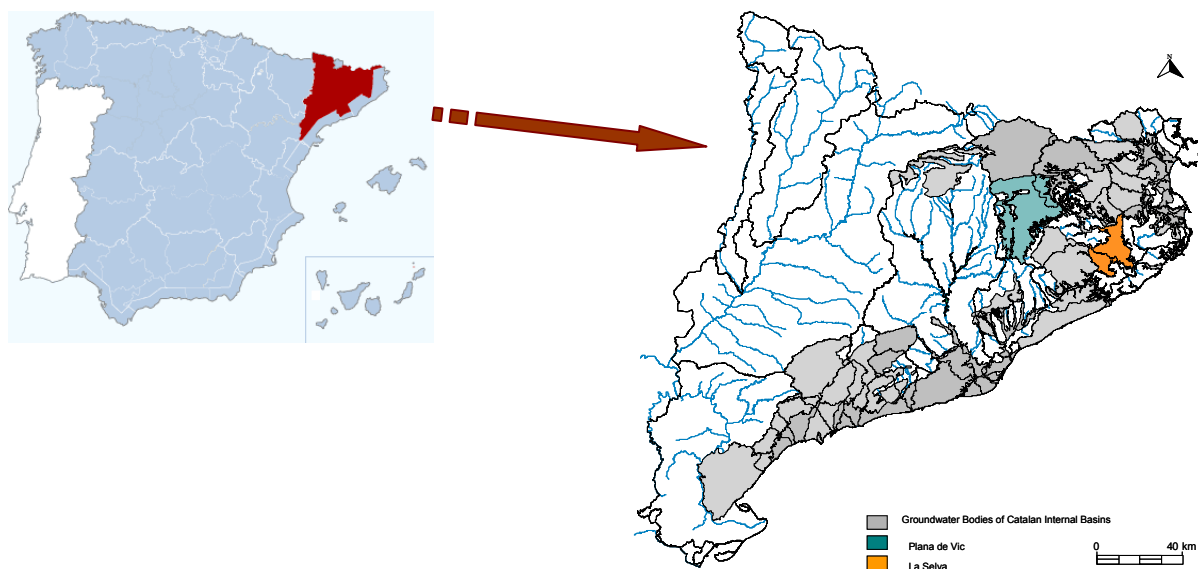 N
Groundwater Bodies of Catalan Internal Basins
Plana de Vic
La Selva
0 40 km